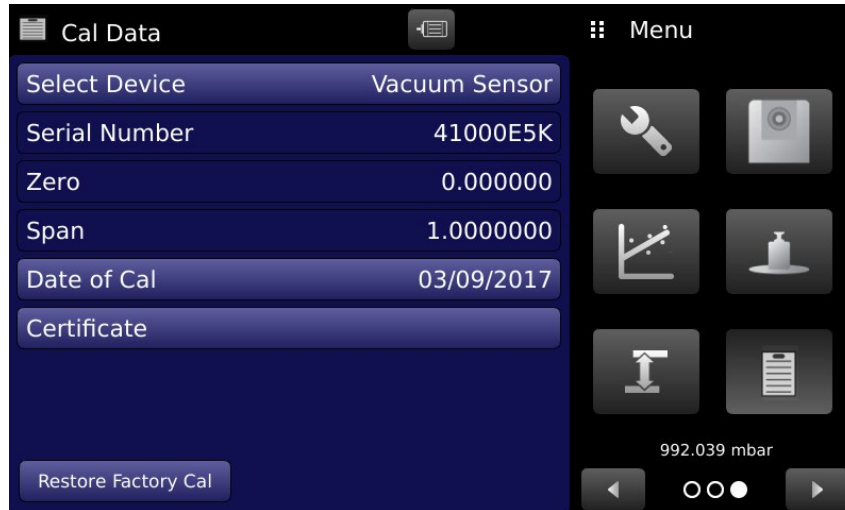 Cal Data
Menu
Select Device Vacuum Sensor
Serial Number 41000E5K
Zero 0.000000
Span 1.0000000
Date of Cal 03/09/2017
Certificate
992.039 mbar
Restore Factory Cal